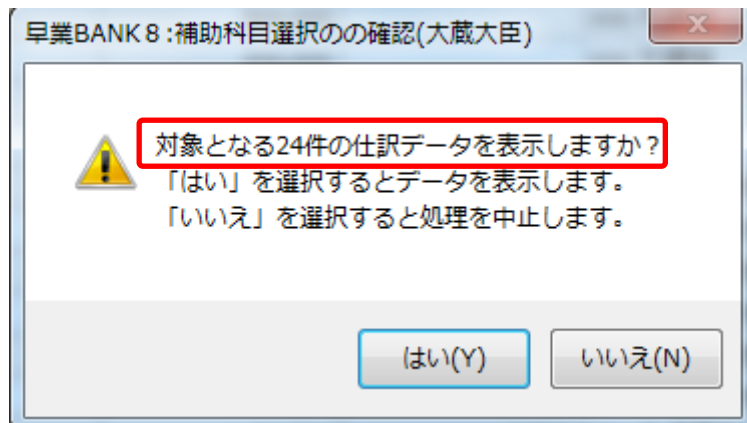 早業BANK８:補助科目選択のの確認(大蔵大臣)
対象となる24件の仕訳データを表示しますか？
「はい」を選択するとデータを表示します。
「いいえ」を選択すると処理を中止します。
はい(Y)
いいえ(N)